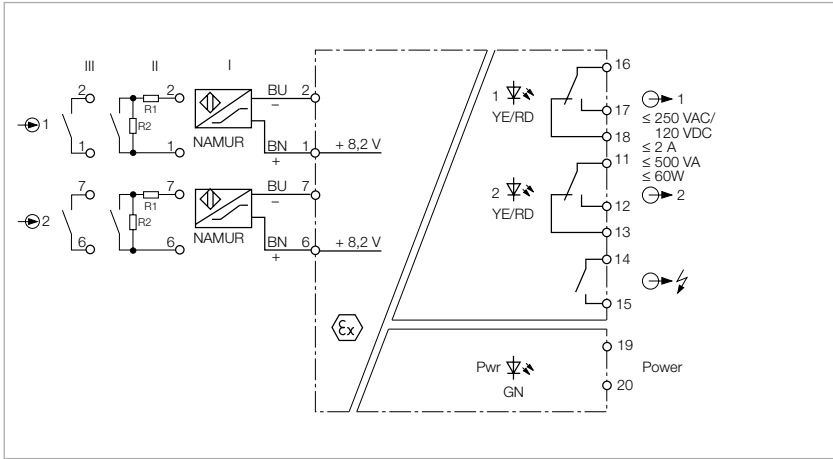 III II I
2 2 BU 2
−
R1
1 R2
NAMUR
1 1 BN 1 + 8,2 V
+
7 7 BU 7
−
R1
2 R2
NAMUR
6 6 BN 6 + 8,2 V
+
Ex
1
YE/RD
16
17
18
1
≤ 250 VAC/
120 VDC
≤ 2 A
≤ 500 VA
≤ 60W
2
2
YE/RD
11
12
13
14
15
Pwr
GN
19
20
Power